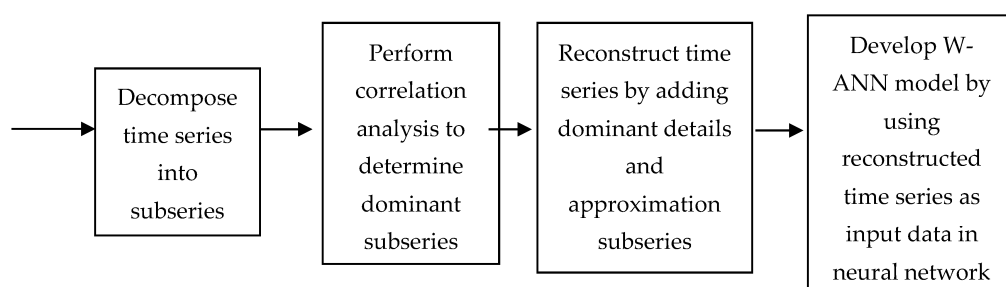 Decompose
time series
into
subseries
Perform
correlation
analysis to
determine
dominant
subseries
Reconstruct time
series by adding
dominant details
and
approximation
subseries
Develop W-
ANN model by
using
reconstructed
time series as
input data in
neural network